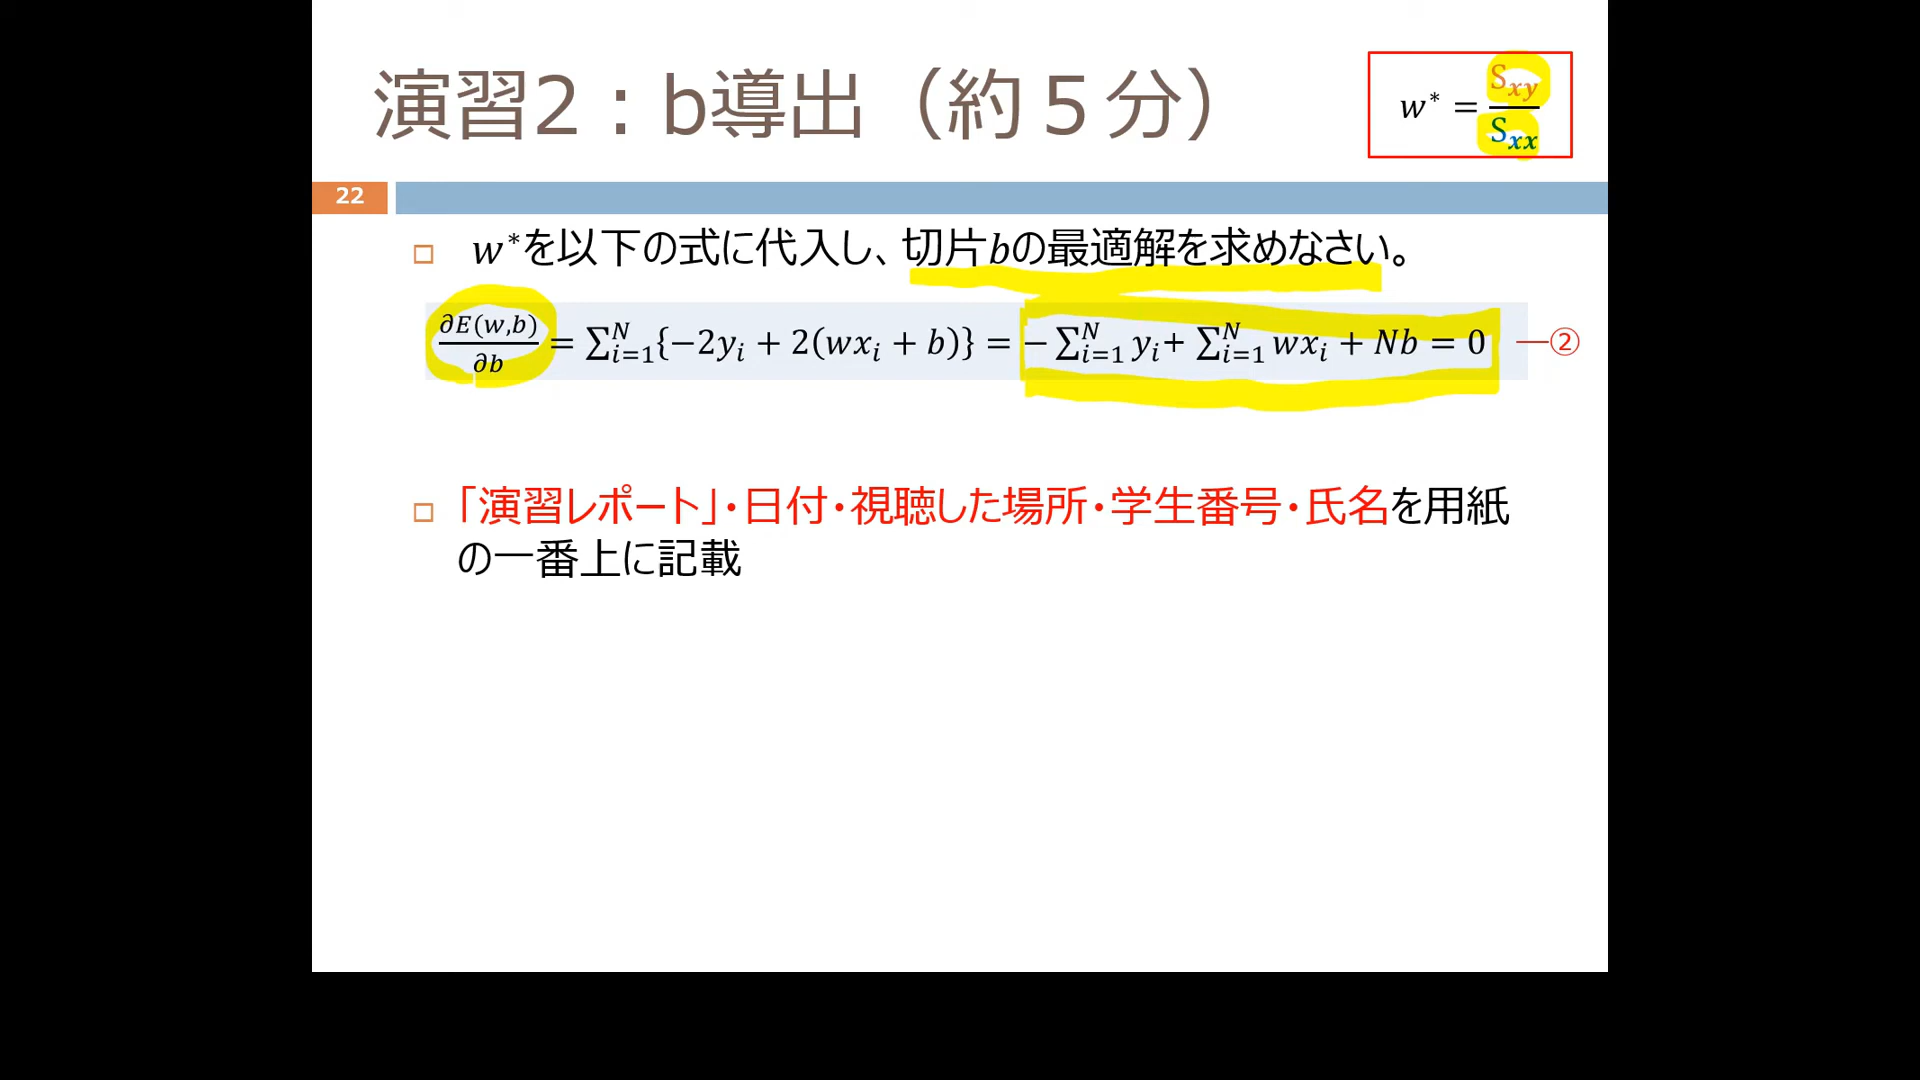 演習2：b導出（約５分）
w* = Sxy / Sxx
22
w*を以下の式に代入し、切片bの最適解を求めなさい。
∂E(w,b)/∂b = ∑_{i=1}^{N}{−2y_i + 2(wx_i + b)} = − ∑_{i=1}^{N} y_i+ ∑_{i=1}^{N} wx_i + Nb = 0 —②
「演習レポート」・日付・視聴した場所・学生番号・氏名を用紙
の一番上に記載